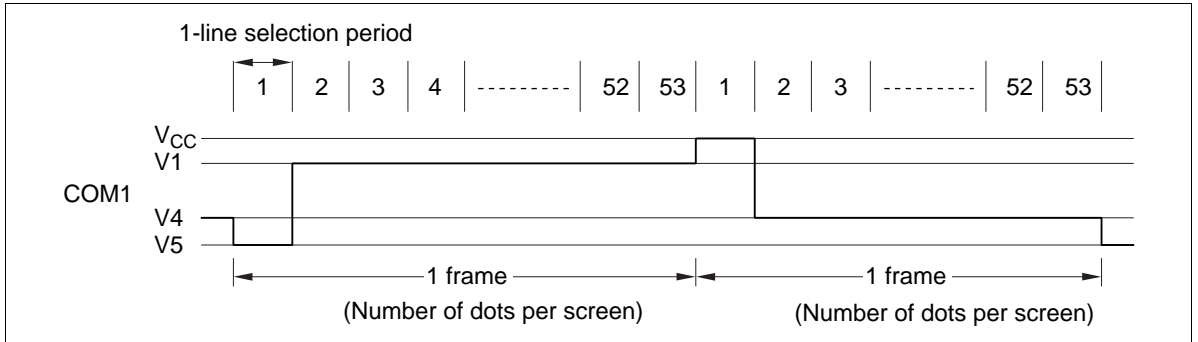 1-line selection period
1 2 3 4 --------- 52 53 1 2 3 --------- 52 53
VCC
V1
COM1
V4
V5
1 frame 1 frame
(Number of dots per screen) (Number of dots per screen)